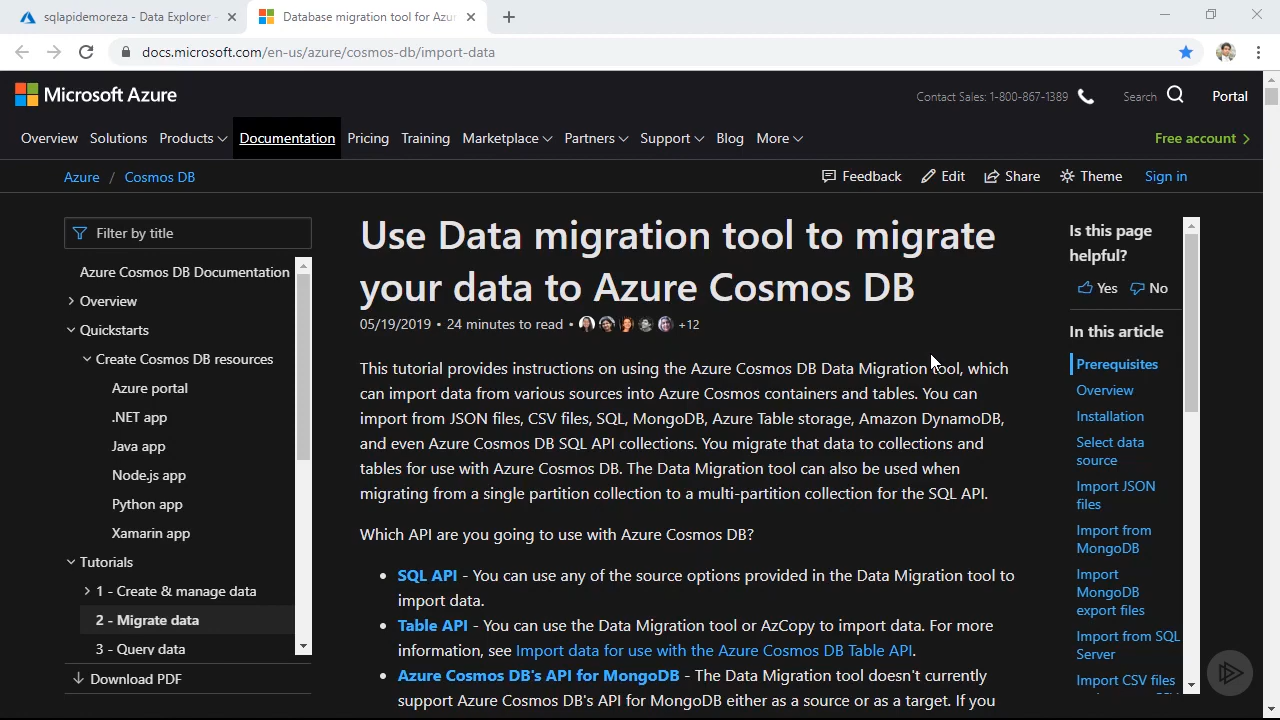 sqlapidemoreza - Data Explorer
Database migration tool for Azur
docs.microsoft.com/en-us/azure/cosmos-db/import-data
Microsoft Azure
Contact Sales: 1-800-867-1389
Search
Portal
Overview Solutions Products Documentation Pricing Training Marketplace Partners Support Blog More
Free account
Azure / Cosmos DB
Feedback Edit Share Theme Sign in
Filter by title
Azure Cosmos DB Documentation
Overview
Quickstarts
Create Cosmos DB resources
Azure portal
.NET app
Java app
Node.js app
Python app
Xamarin app
Tutorials
1 - Create & manage data
2 - Migrate data
3 - Query data
Download PDF
Use Data migration tool to migrate
your data to Azure Cosmos DB
05/19/2019 • 24 minutes to read • +12
This tutorial provides instructions on using the Azure Cosmos DB Data Migration tool, which
can import data from various sources into Azure Cosmos containers and tables. You can
import from JSON files, CSV files, SQL, MongoDB, Azure Table storage, Amazon DynamoDB,
and even Azure Cosmos DB SQL API collections. You migrate that data to collections and
tables for use with Azure Cosmos DB. The Data Migration tool can also be used when
migrating from a single partition collection to a multi-partition collection for the SQL API.
Which API are you going to use with Azure Cosmos DB?
• SQL API - You can use any of the source options provided in the Data Migration tool to
import data.
• Table API - You can use the Data Migration tool or AzCopy to import data. For more
information, see Import data for use with the Azure Cosmos DB Table API.
• Azure Cosmos DB's API for MongoDB - The Data Migration tool doesn't currently
support Azure Cosmos DB's API for MongoDB either as a source or as a target. If you
Is this page
helpful?
Yes No
In this article
Prerequisites
Overview
Installation
Select data
source
Import JSON
files
Import from
MongoDB
Import
MongoDB
export files
Import from SQL
Server
Import CSV files